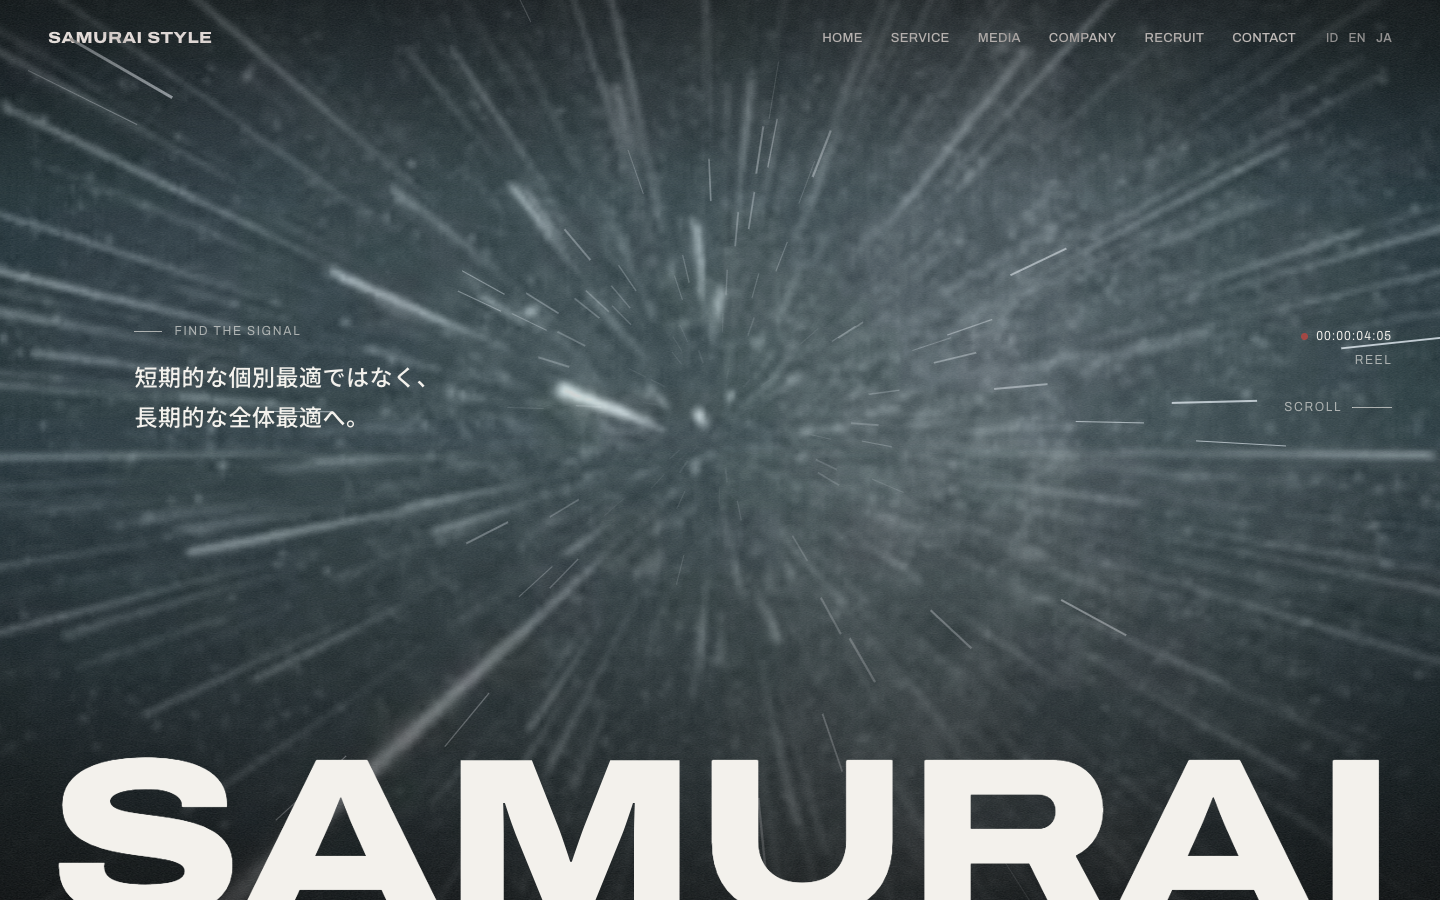 SAMURAI STYLE
HOME SERVICE MEDIA COMPANY RECRUIT CONTACT ID EN JA
FIND THE SIGNAL
短期的な個別最適ではなく、
長期的な全体最適へ。
00:00:04:05
REEL
SCROLL
SAMURAI